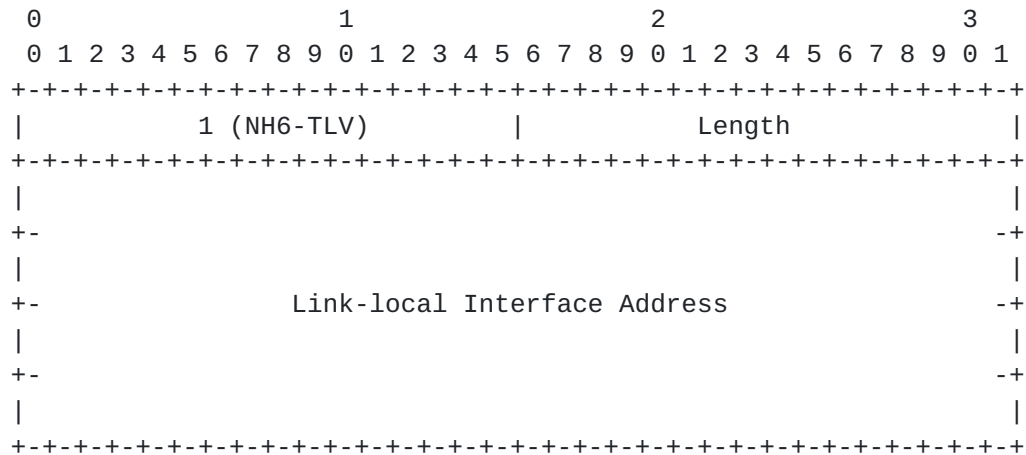 0                   1                   2                   3
 0 1 2 3 4 5 6 7 8 9 0 1 2 3 4 5 6 7 8 9 0 1 2 3 4 5 6 7 8 9 0 1
+-+-+-+-+-+-+-+-+-+-+-+-+-+-+-+-+-+-+-+-+-+-+-+-+-+-+-+-+-+-+-+-+
|           1 (NH6-TLV)         |           Length              |
+-+-+-+-+-+-+-+-+-+-+-+-+-+-+-+-+-+-+-+-+-+-+-+-+-+-+-+-+-+-+-+-+
|                                                               |
+-                                                             -+
|                                                               |
+-                Link-local Interface Address                 -+
|                                                               |
+-                                                             -+
|                                                               |
+-+-+-+-+-+-+-+-+-+-+-+-+-+-+-+-+-+-+-+-+-+-+-+-+-+-+-+-+-+-+-+-+